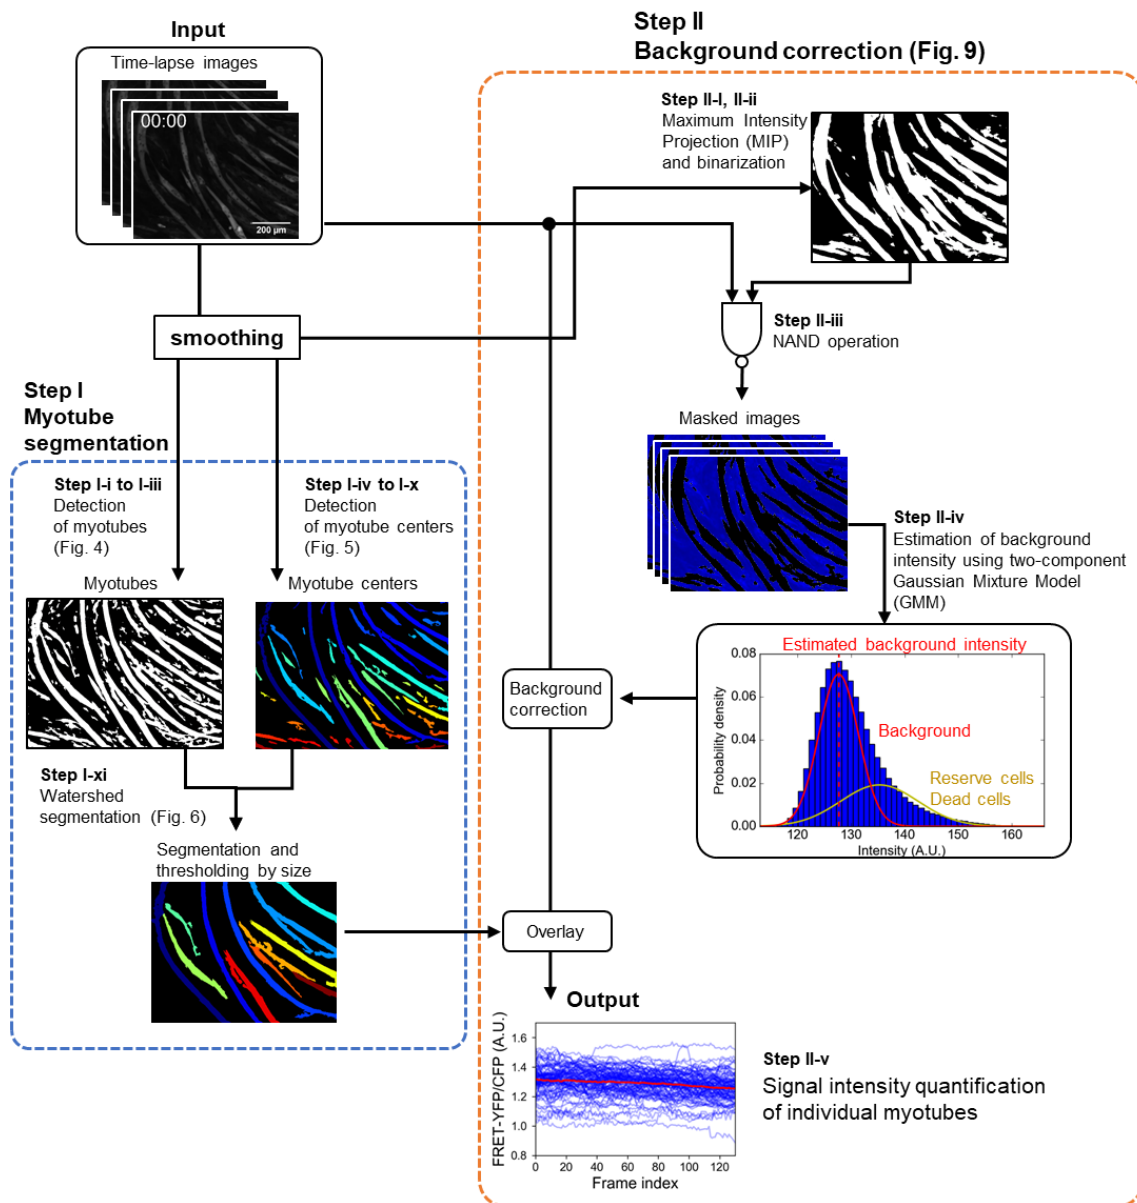 Input
Time-lapse images
00:00
200 µm
smoothing
Step I
Myotube
segmentation
Step I-i to I-iii
Detection
of myotubes
(Fig. 4)
Step I-iv to I-x
Detection
of myotube centers
(Fig. 5)
Myotubes
Myotube centers
Step I-xi
Watershed
segmentation (Fig. 6)
Segmentation and
thresholding by size
Step II
Background correction (Fig. 9)
Step II-I, II-ii
Maximum Intensity
Projection (MIP)
and binarization
Step II-iii
NAND operation
Masked images
Step II-iv
Estimation of background
intensity using two-component
Gaussian Mixture Model
(GMM)
Estimated background intensity
Background
Reserve cells
Dead cells
Probability density
0.08
0.06
0.04
0.02
0.00
120 130 140 150 160
Intensity (A.U.)
Background
correction
Overlay
Output
FRET-YFP/CFP (A.U.)
1.6
1.4
1.2
1.0
0.8
0 20 40 60 80 100 120
Frame index
Step II-v
Signal intensity quantification
of individual myotubes